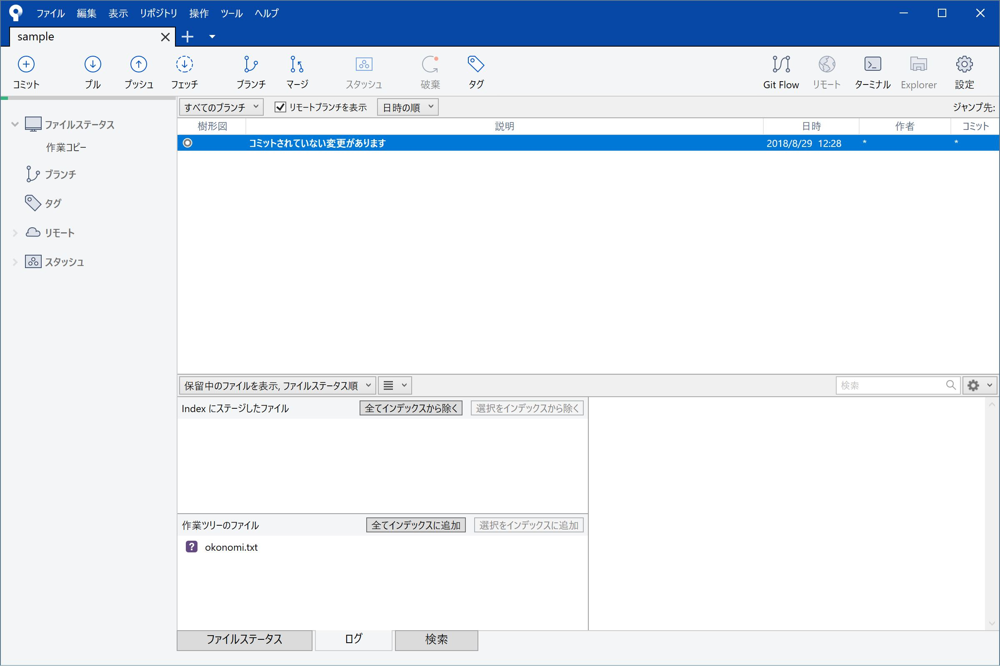 ファイル 編集 表示 リポジトリ 操作 ツール ヘルプ
sample
コミット プル プッシュ フェッチ ブランチ マージ スタッシュ 破棄 タグ Git Flow リモート ターミナル Explorer 設定
すべてのブランチ リモートブランチを表示 日時の順 ジャンプ先:
樹形図 説明 日時 作者 コミット
コミットされていない変更があります 2018/8/29 12:28 * *
ファイルステータス
作業コピー
ブランチ
タグ
リモート
スタッシュ
保留中のファイルを表示, ファイルステータス順 検索
Index にステージしたファイル 全てインデックスから除く 選択をインデックスから除く
作業ツリーのファイル 全てインデックスに追加 選択をインデックスに追加
? okonomi.txt
ファイルステータス ログ 検索